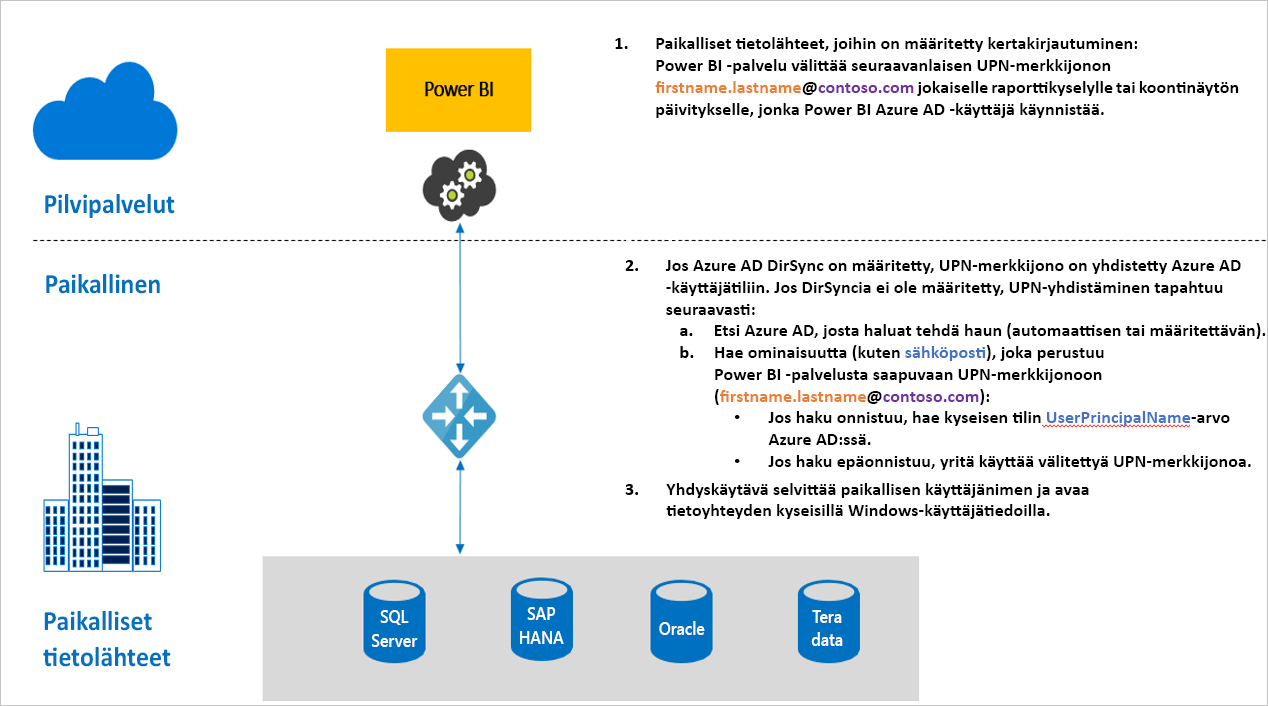 Power BI
Pilvipalvelut
1. Paikalliset tietolähteet, joihin on määritetty kertakirjautuminen:
Power BI -palvelu välittää seuraavanlaisen UPN-merkkijonon
firstname.lastname@contoso.com jokaiselle raporttikyselylle tai koontinäytön
päivitykselle, jonka Power BI Azure AD -käyttäjä käynnistää.
Paikallinen
2. Jos Azure AD DirSync on määritetty, UPN-merkkijono on yhdistetty Azure AD
-käyttäjätiliin. Jos DirSyncia ei ole määritetty, UPN-yhdistäminen tapahtuu
seuraavasti:
a. Etsi Azure AD, josta haluat tehdä haun (automaattisen tai määritettävän).
b. Hae ominaisuutta (kuten sähköposti), joka perustuu
Power BI -palvelusta saapuvaan UPN-merkkijonoon
(firstname.lastname@contoso.com):
• Jos haku onnistuu, hae kyseisen tilin UserPrincipalName-arvo
Azure AD:ssä.
• Jos haku epäonnistuu, yritä käyttää välitettyä UPN-merkkijonoa.
3. Yhdyskäytävä selvittää paikallisen käyttäjänimen ja avaa
tietoyhteyden kyseisillä Windows-käyttäjätiedoilla.
Paikalliset
tietolähteet
SQL
Server
SAP
HANA
Oracle
Tera
data